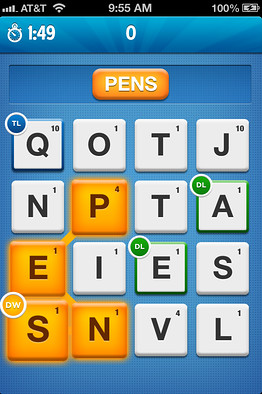 AT&T 9:55 AM 100%
1:49 0
PENS
TL
10 1 1 10
Q O T J
DL
1 4 1 1
N P T A
DL
1 1 1 1
E I E S
DW
1 1 4 1
S N V L